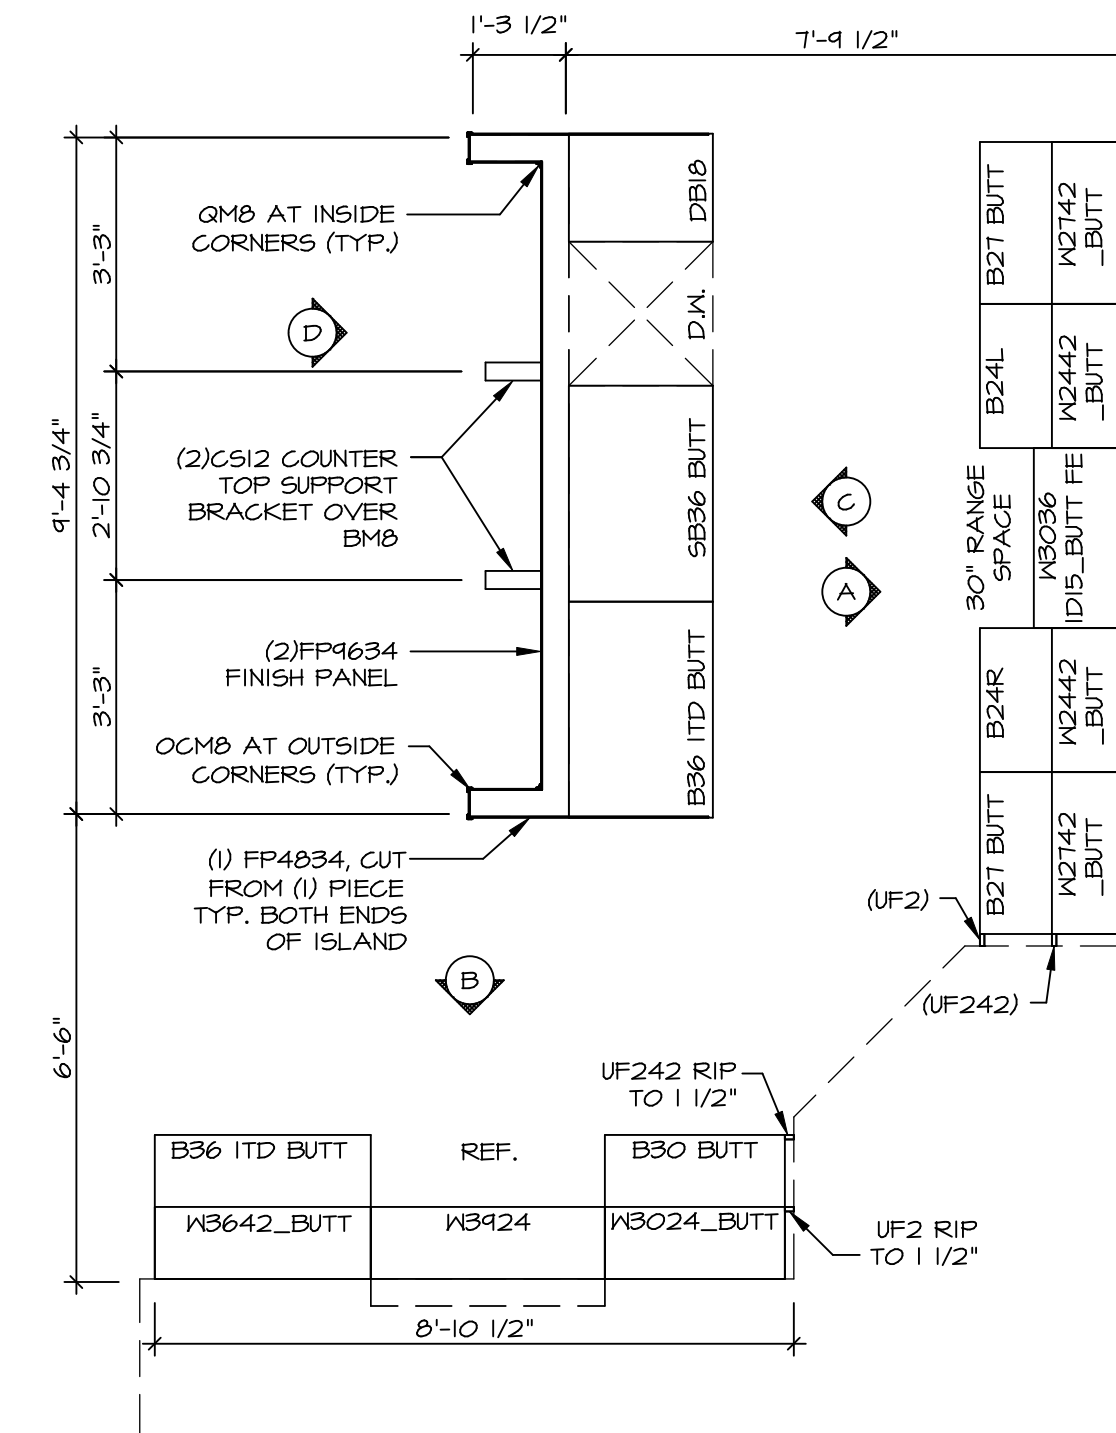 1'-3 1/2"
7'-9 1/2"
QM8 AT INSIDE
CORNERS (TYP.)
DB18
B27 BUTT
W2742
_BUTT
3'-3"
D
D.W.
B24L
W2442
_BUTT
9'-4 3/4"
2'-10 3/4"
(2)CS12 COUNTER
TOP SUPPORT
BRACKET OVER
BM8
SB36 BUTT
C
A
30" RANGE
SPACE
W3036
1D15_BUTT FE
(2)FP9634
FINISH PANEL
3'-3"
B36 1TD BUTT
B24R
W2442
_BUTT
OCM8 AT OUTSIDE
CORNERS (TYP.)
(1) FP4834, CUT
FROM (1) PIECE
TYP. BOTH ENDS
OF ISLAND
B27 BUTT
W2742
_BUTT
(UF2)
B
(UF242)
6'-6"
UF242 RIP
TO 1 1/2"
B36 1TD BUTT
REF.
B30 BUTT
W3642_BUTT
W3924
W3024_BUTT
UF2 RIP
TO 1 1/2"
8'-10 1/2"